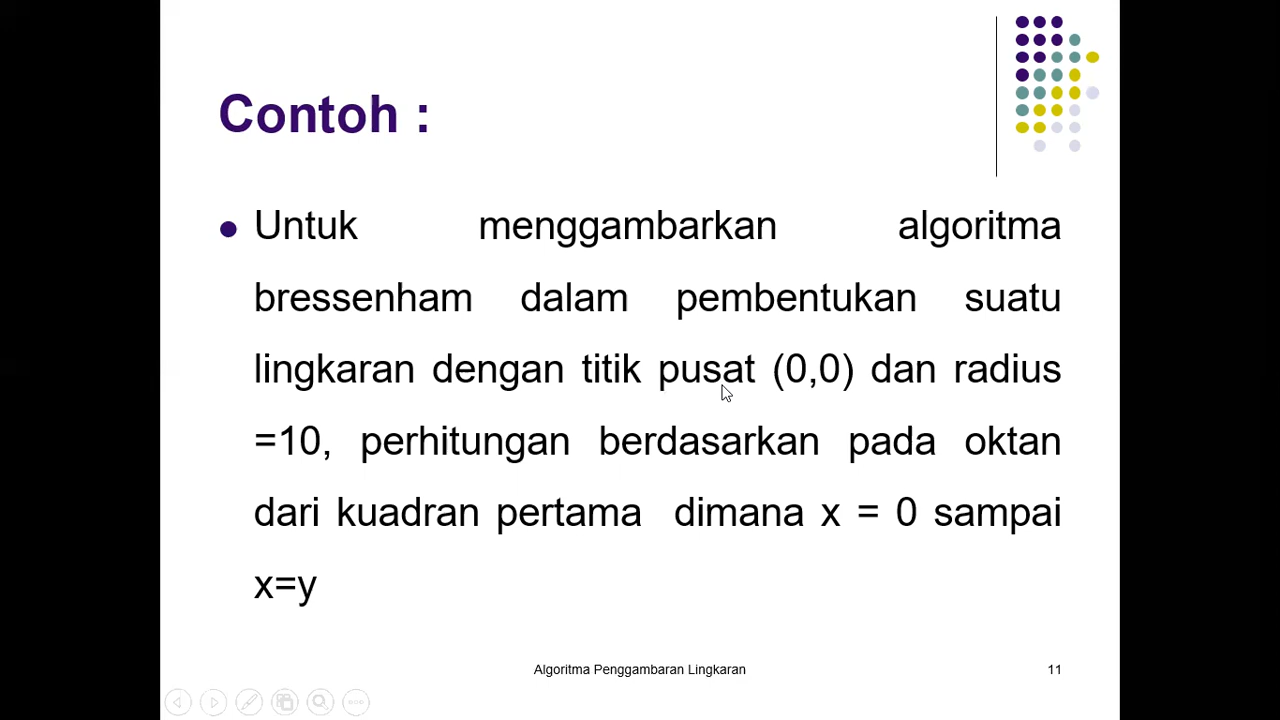 Contoh :
Untuk menggambarkan algoritma
bressenham dalam pembentukan suatu
lingkaran dengan titik pusat (0,0) dan radius
=10, perhitungan berdasarkan pada oktan
dari kuadran pertama dimana x = 0 sampai
x=y
Algoritma Penggambaran Lingkaran
11